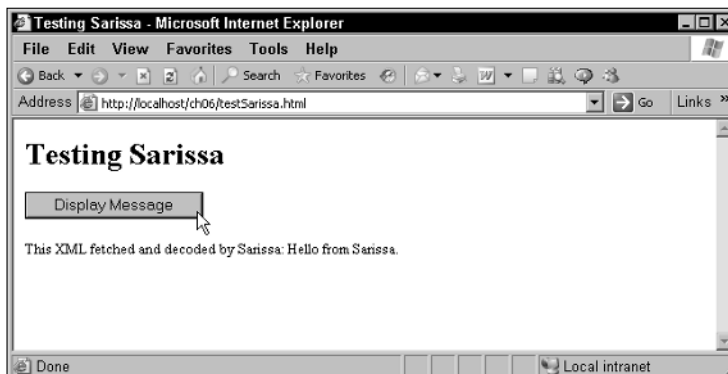 Testing Sarissa - Microsoft Internet Explorer
File Edit View Favorites Tools Help
Back Search Favorites
Address http://localhost/ch06/testSarissa.html Go Links »
Testing Sarissa
Display Message
This XML fetched and decoded by Sarissa: Hello from Sarissa.
Done Local intranet